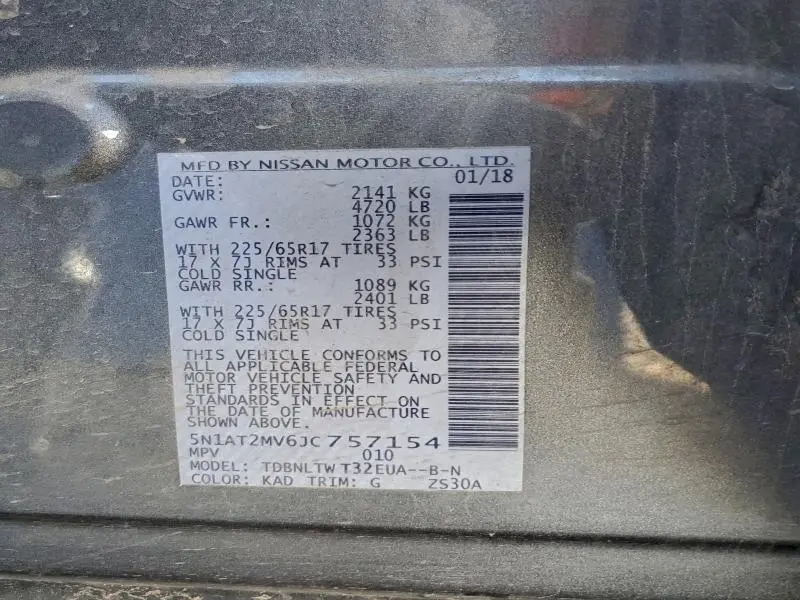 MFD BY NISSAN MOTOR CO., LTD.
DATE: 01/18
GVWR: 2141 KG
4720 LB
GAWR FR.: 1072 KG
2363 LB
WITH 225/65R17 TIRES
17 X 7J RIMS AT 33 PSI
COLD SINGLE
GAWR RR.: 1089 KG
2401 LB
WITH 225/65R17 TIRES
17 X 7J RIMS AT 33 PSI
COLD SINGLE
THIS VEHICLE CONFORMS TO
ALL APPLICABLE FEDERAL
MOTOR VEHICLE SAFETY AND
THEFT PREVENTION
STANDARDS IN EFFECT ON
THE DATE OF MANUFACTURE
SHOWN ABOVE.
5N1AT2MV6JC757154
MPV 010
MODEL: TDBNLTW T32EUA--B-N
COLOR: KAD TRIM: G ZS30A